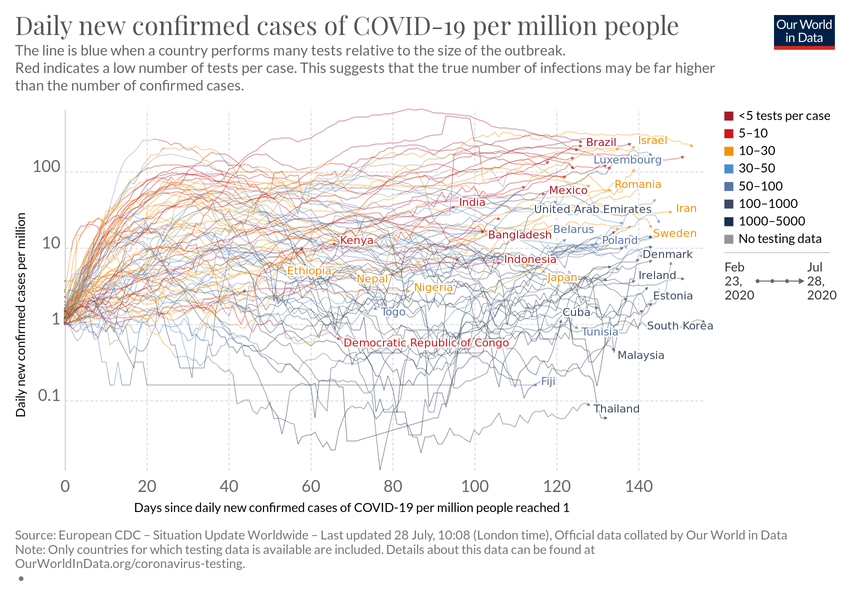 Daily new confirmed cases of COVID-19 per million people
Our World
in Data
The line is blue when a country performs many tests relative to the size of the outbreak.
Red indicates a low number of tests per case. This suggests that the true number of infections may be far higher
than the number of confirmed cases.
<5 tests per case
5–10
10–30
30–50
50–100
100–1000
1000–5000
No testing data
Feb
23,
2020
Jul
28,
2020
Daily new confirmed cases per million
100
10
1
0.1
Brazil
Israel
Luxembourg
Romania
Mexico
India
United Arab Emirates
Iran
Belarus
Sweden
Bangladesh
Poland
Kenya
Denmark
Indonesia
Ethiopia
Nepal
Japan
Ireland
Nigeria
Estonia
Togo
Cuba
South Korea
Tunisia
Democratic Republic of Congo
Malaysia
Fiji
Thailand
0
20
40
60
80
100
120
140
Days since daily new confirmed cases of COVID-19 per million people reached 1
Source: European CDC – Situation Update Worldwide – Last updated 28 July, 10:08 (London time), Official data collated by Our World in Data
Note: Only countries for which testing data is available are included. Details about this data can be found at
OurWorldInData.org/coronavirus-testing.